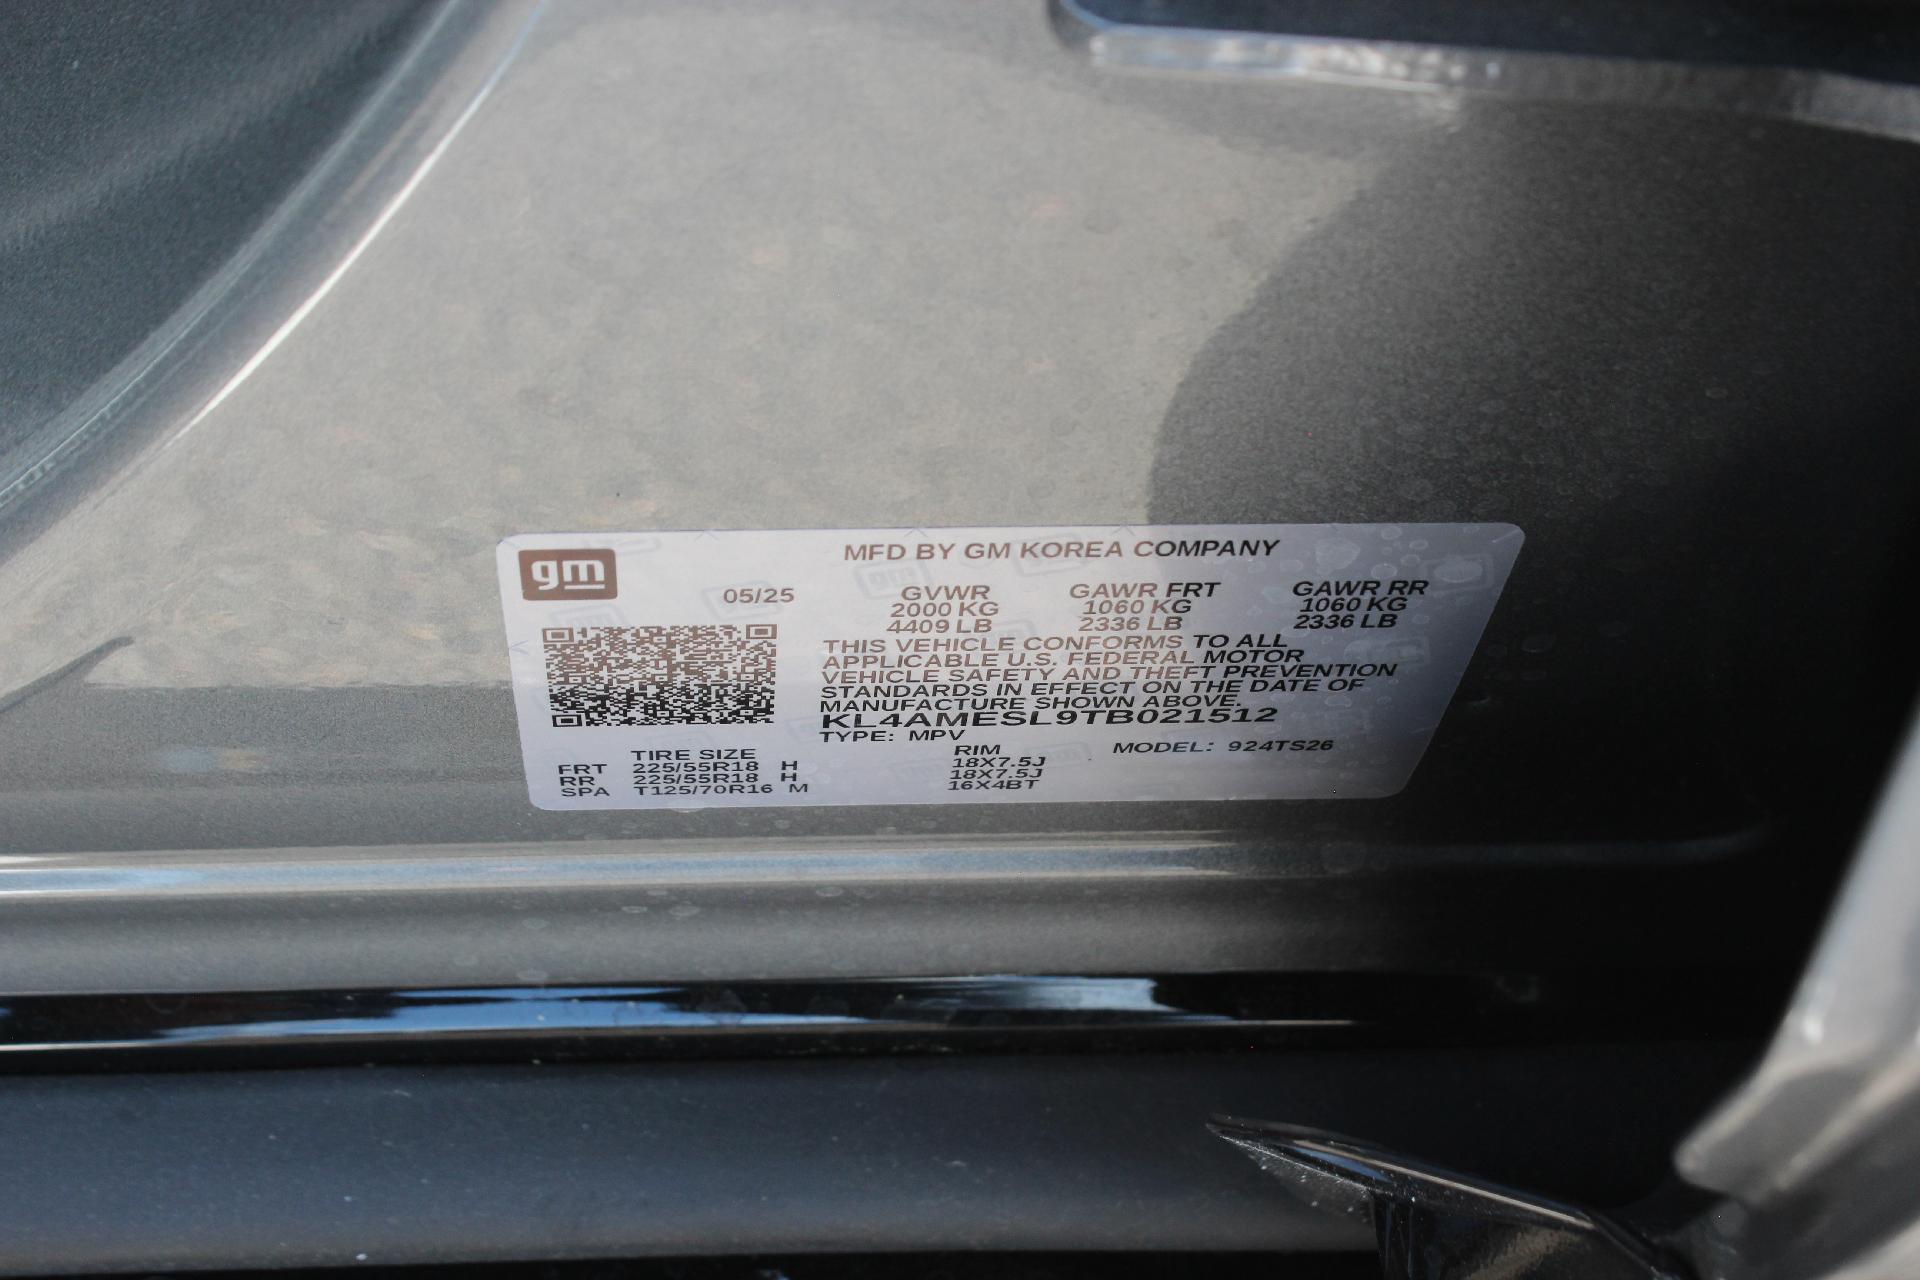 gm
MFD BY GM KOREA COMPANY
05/25 GVWR GAWR FRT GAWR RR
2000 KG 1060 KG 1060 KG
4409 LB 2336 LB 2336 LB
THIS VEHICLE CONFORMS TO ALL
APPLICABLE U.S. FEDERAL MOTOR
VEHICLE SAFETY AND THEFT PREVENTION
STANDARDS IN EFFECT ON THE DATE OF
MANUFACTURE SHOWN ABOVE.
KL4AMESL9TB021512
TYPE: MPV
TIRE SIZE RIM MODEL: 924TS26
FRT 225/55R18 H 18X7.5J
RR 225/55R18 H 18X7.5J
SPA T125/70R16 M 16X4BT